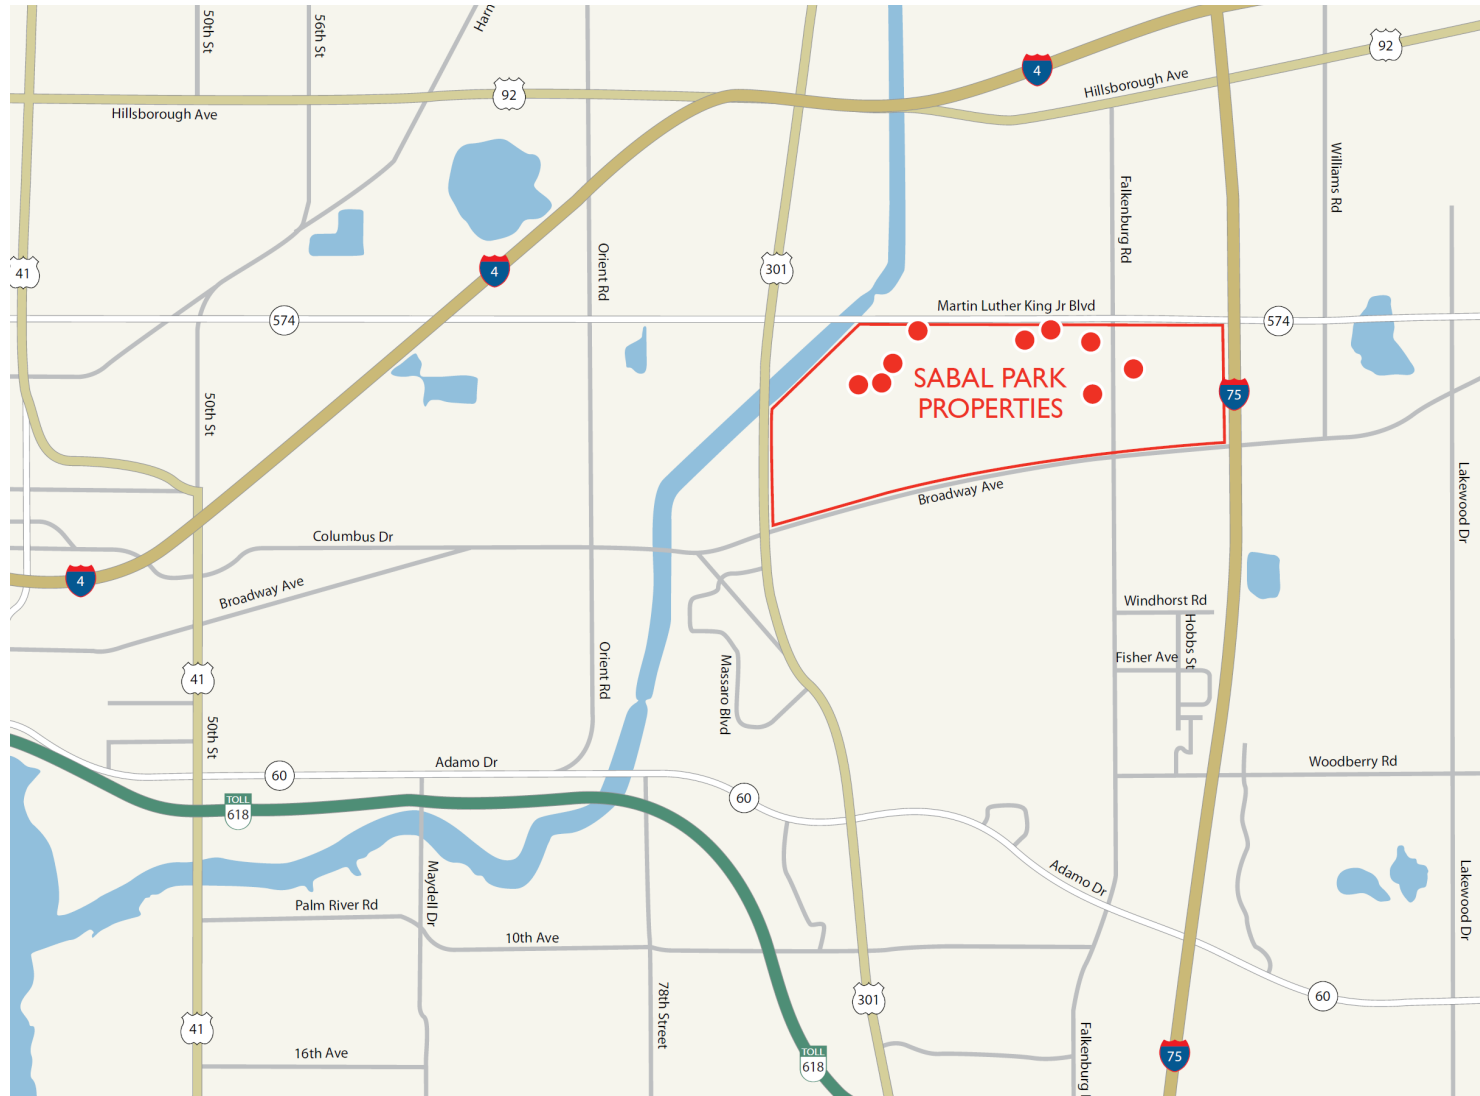 50th St
56th St
Harn
92
4
92
Hillsborough Ave
Hillsborough Ave
Falkenburg Rd
Williams Rd
41
4
Orient Rd
301
574
Martin Luther King Jr Blvd
574
SABAL PARK
PROPERTIES
75
50th St
Broadway Ave
Lakewood Dr
Columbus Dr
4
Broadway Ave
Windhorst Rd
Hobbs St
Fisher Ave
41
Orient Rd
Massaro Blvd
50th St
60
Adamo Dr
60
Woodberry Rd
TOLL
618
Maydell Dr
Adamo Dr
Lakewood Dr
Palm River Rd
10th Ave
78th Street
301
60
41
16th Ave
TOLL
618
Falkenburg
75